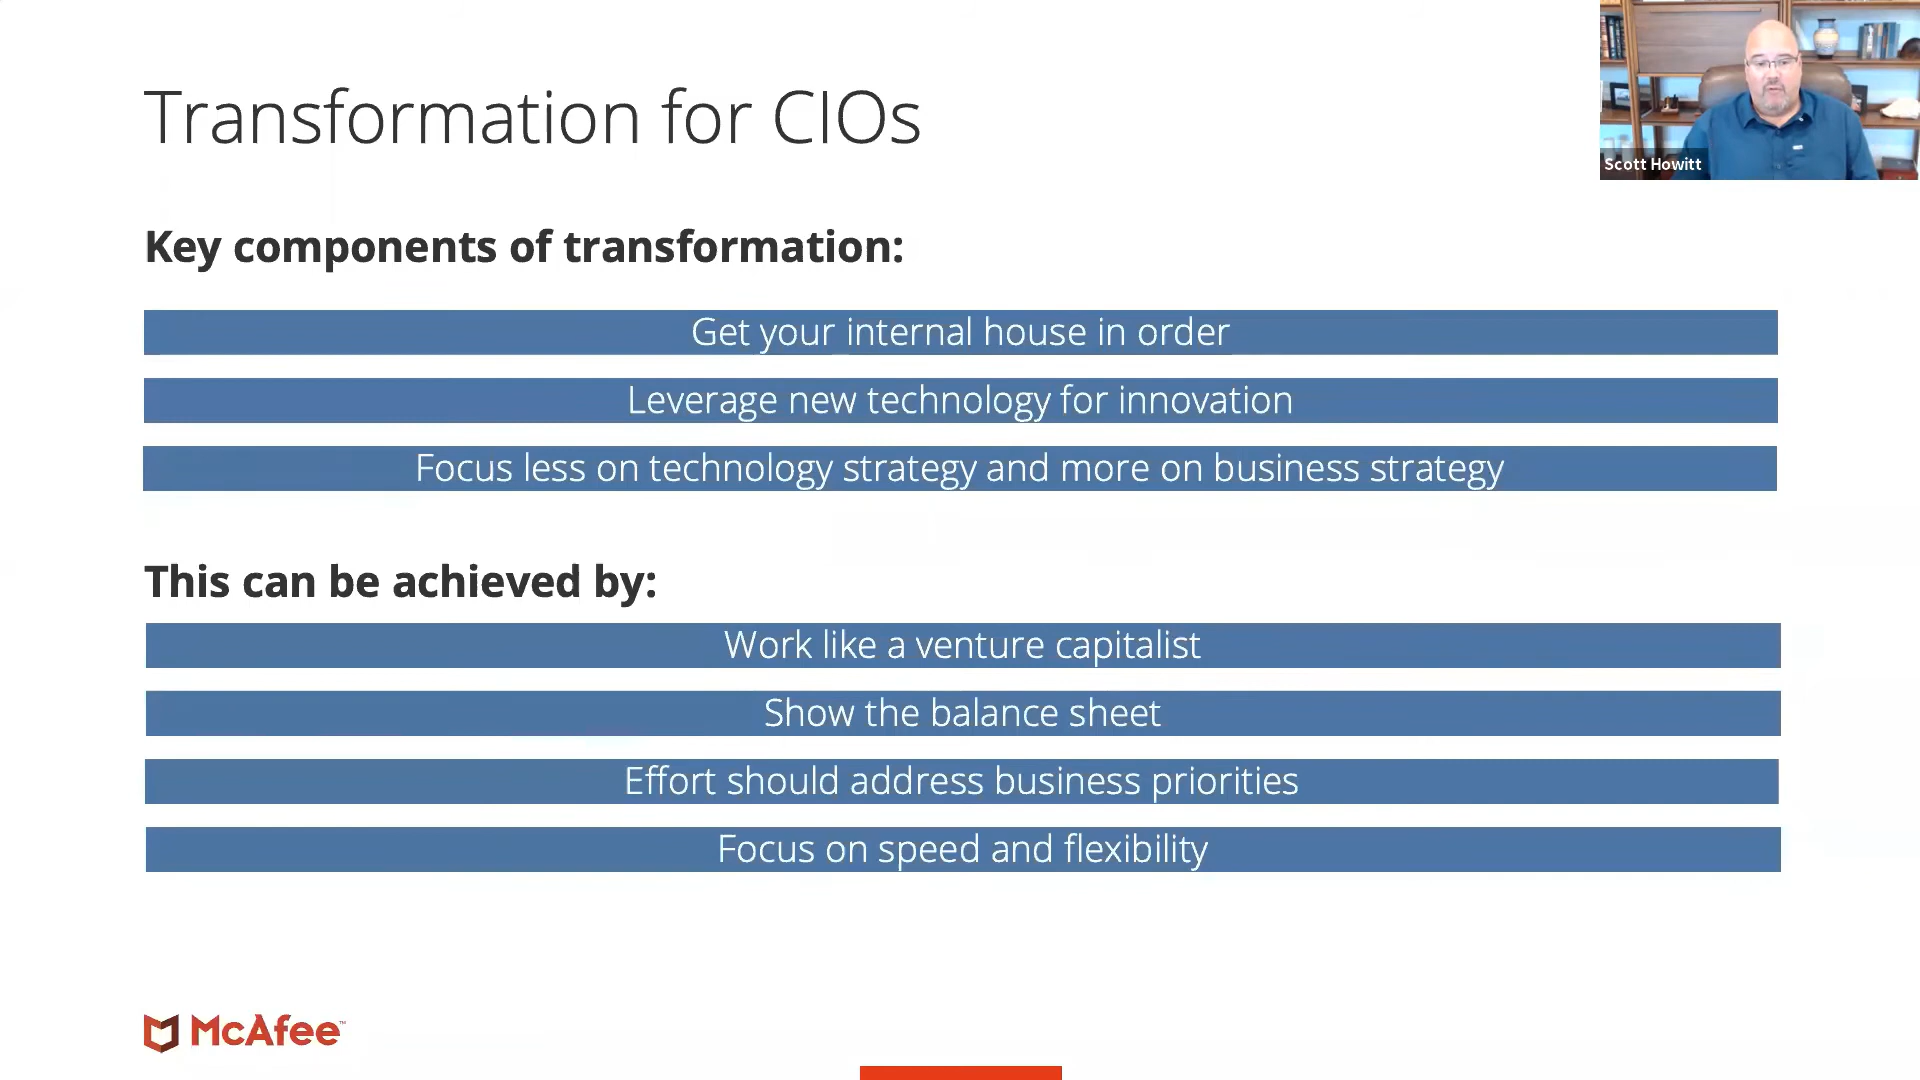 Transformation for CIOs
Scott Howitt
Key components of transformation:
Get your internal house in order
Leverage new technology for innovation
Focus less on technology strategy and more on business strategy
This can be achieved by:
Work like a venture capitalist
Show the balance sheet
Effort should address business priorities
Focus on speed and flexibility
McAfee™